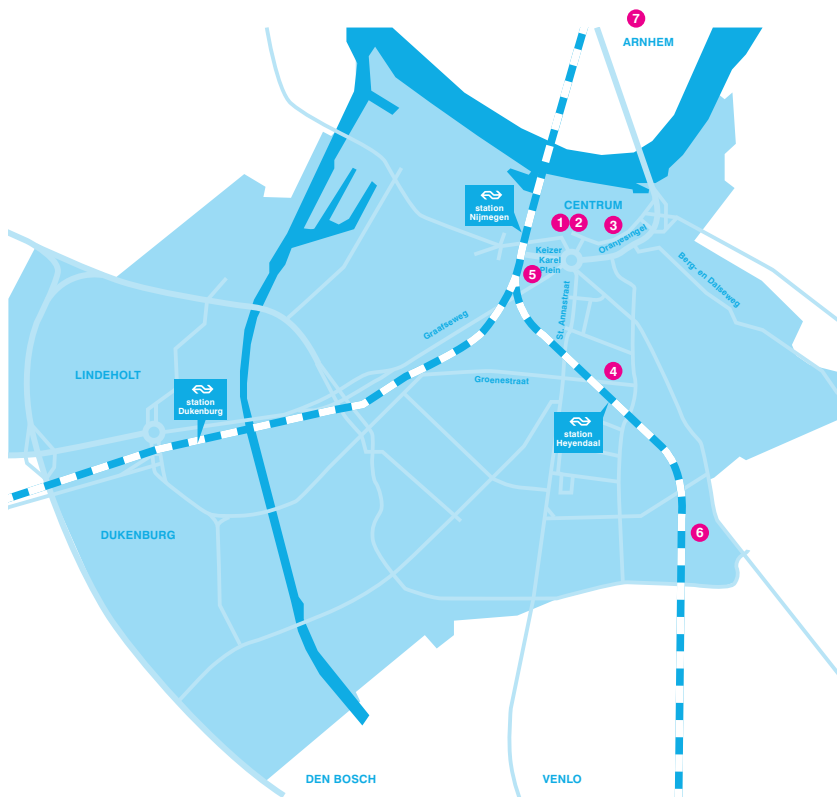 7
ARNHEM
station
Nijmegen
CENTRUM
1
2
3
Oranjesingel
Keizer
Karel
Plein
5
Berg- en Dalseweg
St. Annastraat
Graafseweg
LINDEHOLT
station
Dukenburg
Groenestraat
4
station
Heyendaal
DUKENBURG
6
DEN BOSCH
VENLO